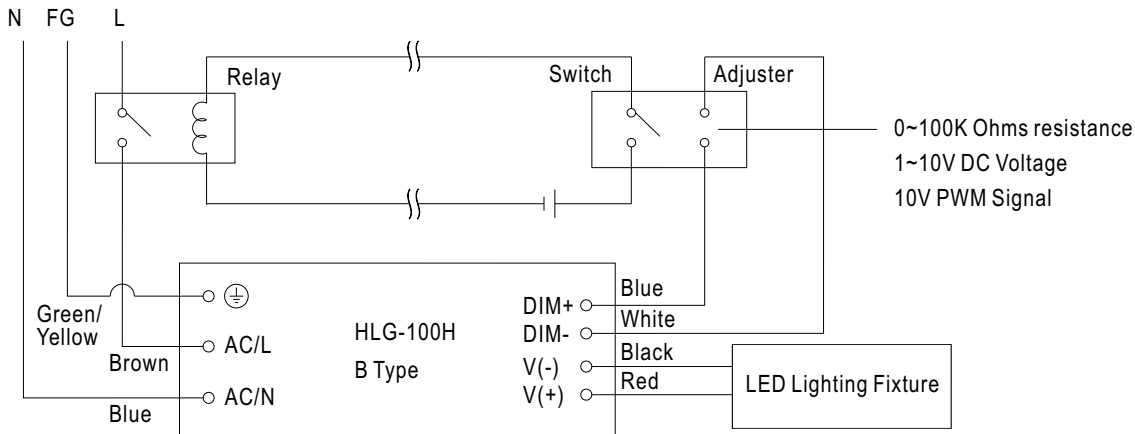 N FG L
Relay
Switch
Adjuster
0~100K Ohms resistance
1~10V DC Voltage
10V PWM Signal
Green/
Yellow
Brown
Blue
AC/L
AC/N
HLG-100H
B Type
DIM+
DIM-
V(-)
V(+)
Blue
White
Black
Red
LED Lighting Fixture